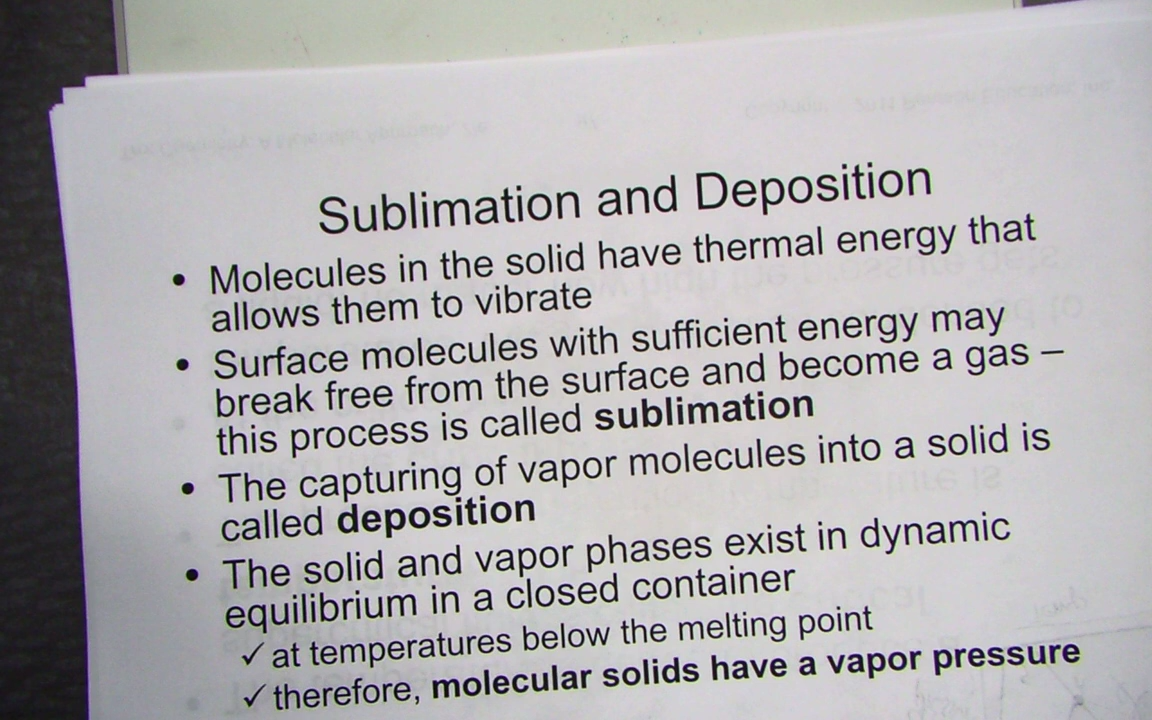 Sublimation and Deposition
• Molecules in the solid have thermal energy that
allows them to vibrate
• Surface molecules with sufficient energy may
break free from the surface and become a gas –
this process is called sublimation
• The capturing of vapor molecules into a solid is
called deposition
• The solid and vapor phases exist in dynamic
equilibrium in a closed container
✓ at temperatures below the melting point
✓ therefore, molecular solids have a vapor pressure